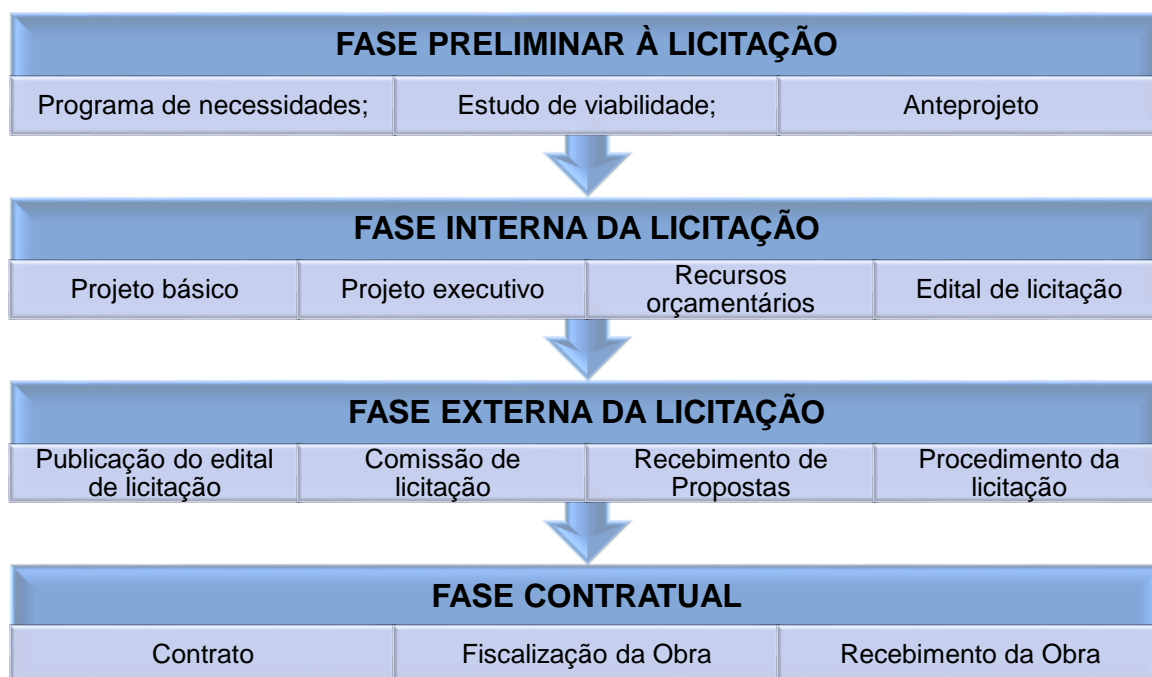 FASE PRELIMINAR À LICITAÇÃO
Programa de necessidades;
Estudo de viabilidade;
Anteprojeto
FASE INTERNA DA LICITAÇÃO
Projeto básico
Projeto executivo
Recursos
orçamentários
Edital de licitação
FASE EXTERNA DA LICITAÇÃO
Publicação do edital
de licitação
Comissão de
licitação
Recebimento de
Propostas
Procedimento da
licitação
FASE CONTRATUAL
Contrato
Fiscalização da Obra
Recebimento da Obra